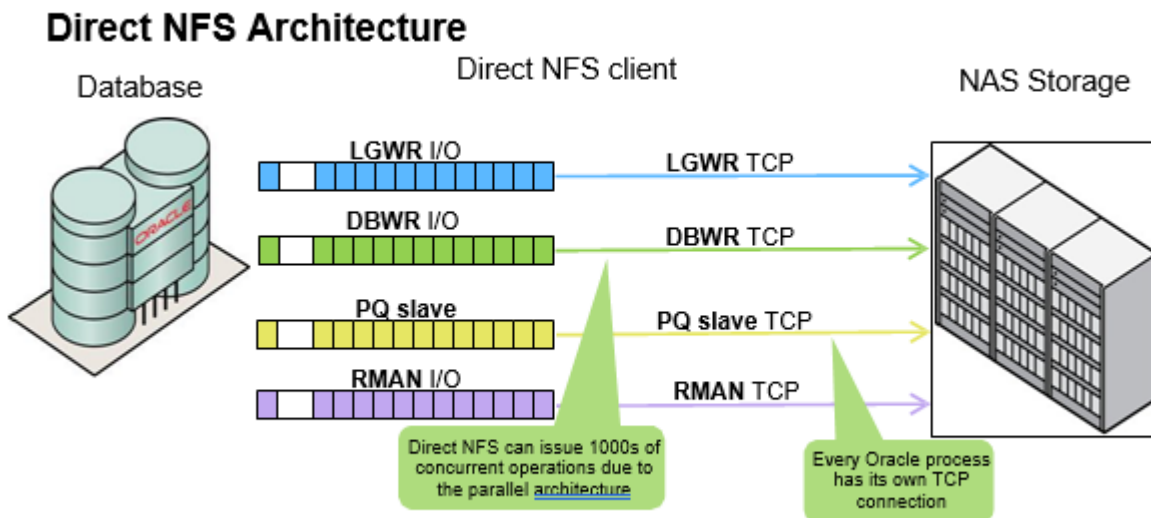 Direct NFS Architecture
Database
Direct NFS client
NAS Storage
ORACLE
LGWR I/O
LGWR TCP
DBWR I/O
DBWR TCP
PQ slave
PQ slave TCP
RMAN I/O
RMAN TCP
Direct NFS can issue 1000s of
concurrent operations due to
the parallel architecture
Every Oracle process
has its own TCP
connection